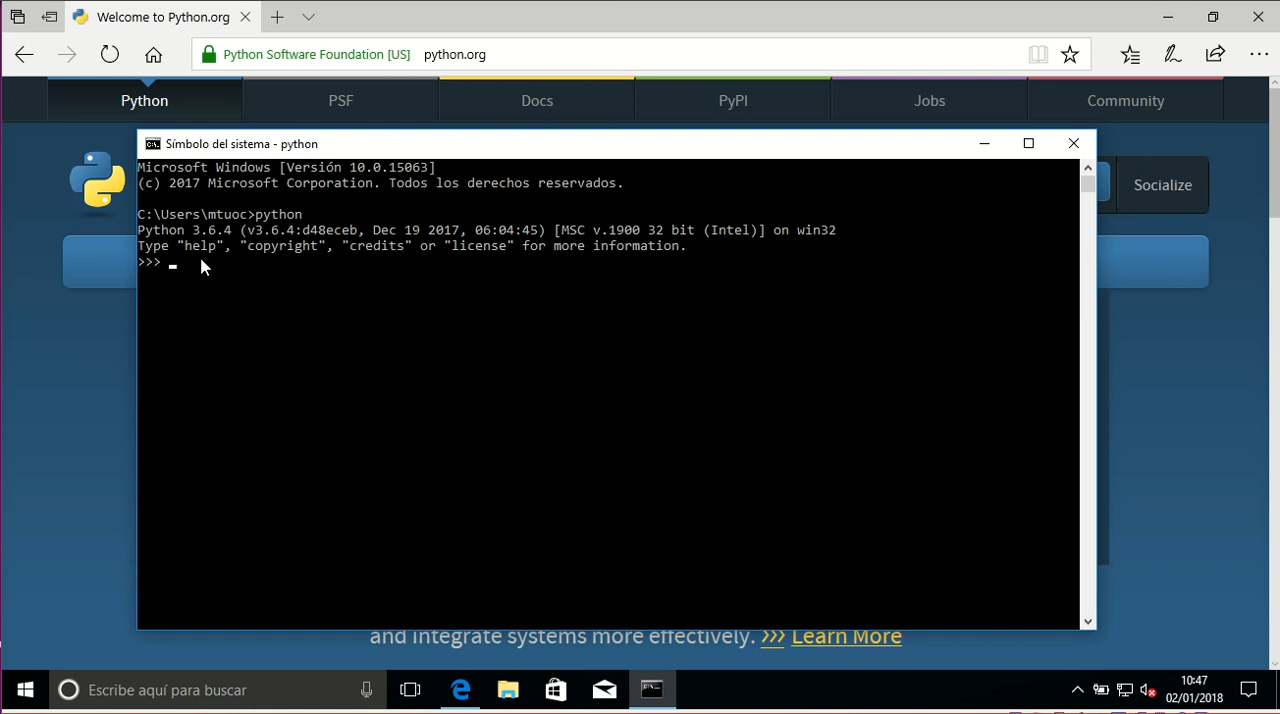 Welcome to Python.org
Python Software Foundation [US] python.org
Python PSF Docs PyPI Jobs Community
Símbolo del sistema - python
Microsoft Windows [Versión 10.0.15063]
(c) 2017 Microsoft Corporation. Todos los derechos reservados.
Socialize
C:\Users\mtuoc>python
Python 3.6.4 (v3.6.4:d48eceb, Dec 19 2017, 06:04:45) [MSC v.1900 32 bit (Intel)] on win32
Type "help", "copyright", "credits" or "license" for more information.
>>>
and integrate systems more effectively. >>> Learn More
Escribe aquí para buscar
10:47
02/01/2018